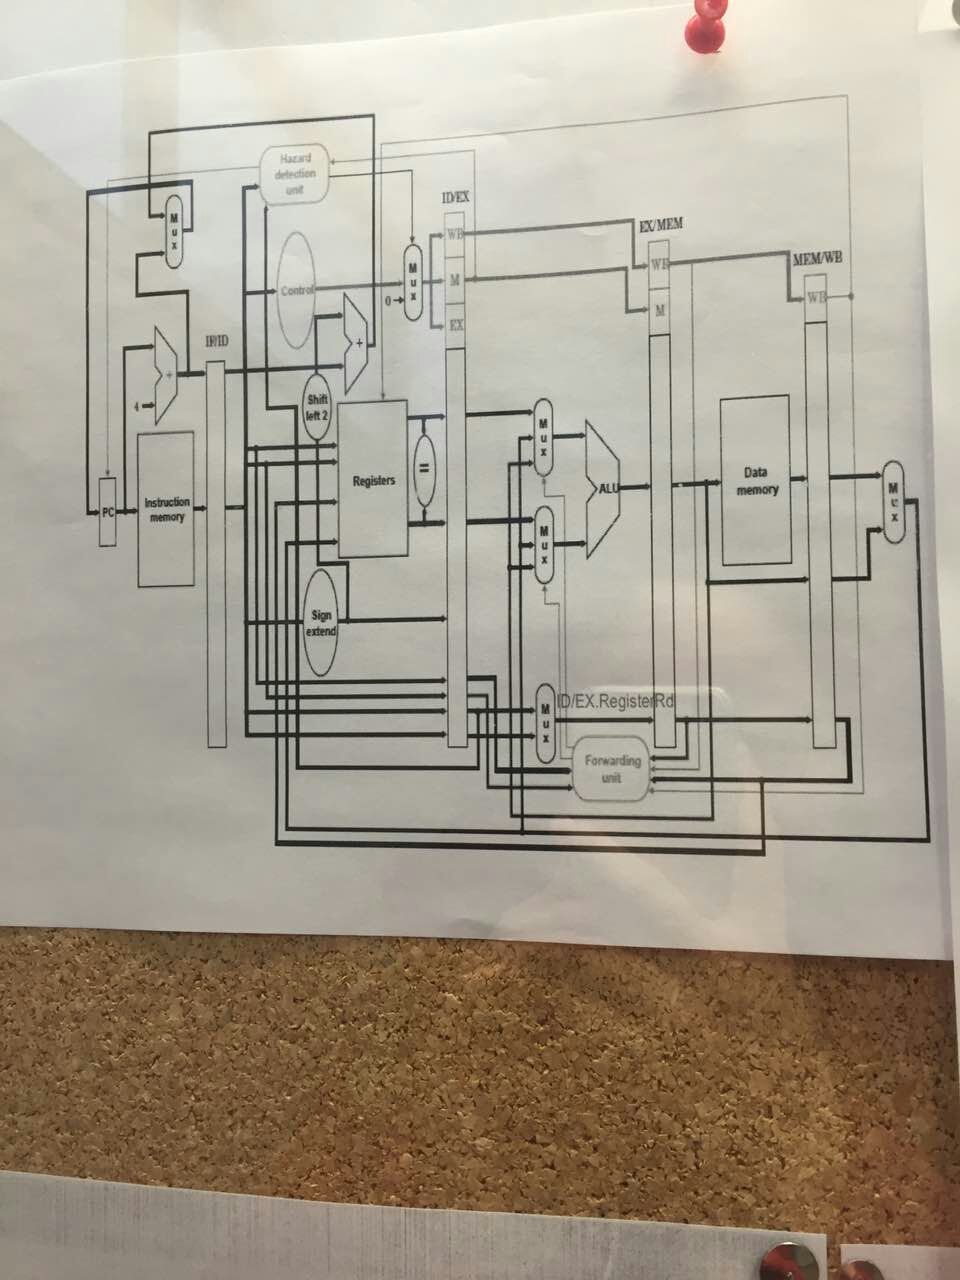 Hazard
detection
unit
ID/EX
M
u
x
WB
EX/MEM
Control
M
u
x
M
WB
MEM/WB
0
EX
M
WB
IF/ID
+
+
4
Shift
left 2
M
u
x
Registers
=
ALU
Data
memory
M
u
x
PC
Instruction
memory
M
u
x
Sign
extend
M
u
x
ID/EX.RegisterRd
Forwarding
unit